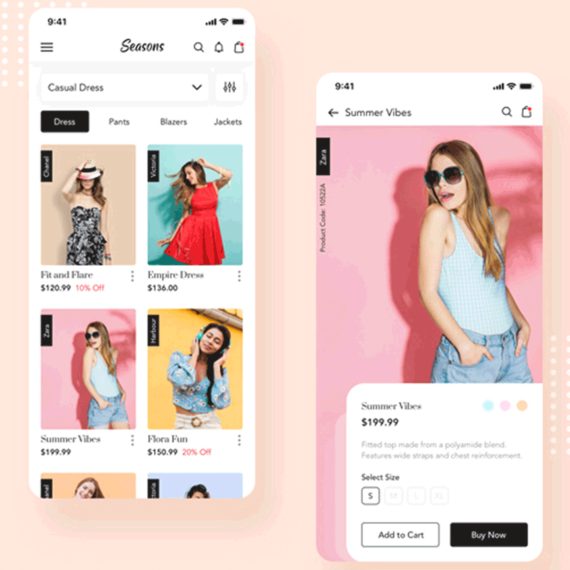 9:41
Seasons
Casual Dress
Dress Pants Blazers Jackets
Chanel
Victoria
Fit and Flare
$120.99 10% Off
Empire Dress
$136.00
Zara
Harbour
Summer Vibes
$199.99
Flora Fun
$150.99 20% Off
9:41
Summer Vibes
Zara
Product Code: 10522A
Summer Vibes
$199.99
Fitted top made from a polyamide blend.
Features wide straps and chest reinforcement.
Select Size
S M L XL
Add to Cart Buy Now